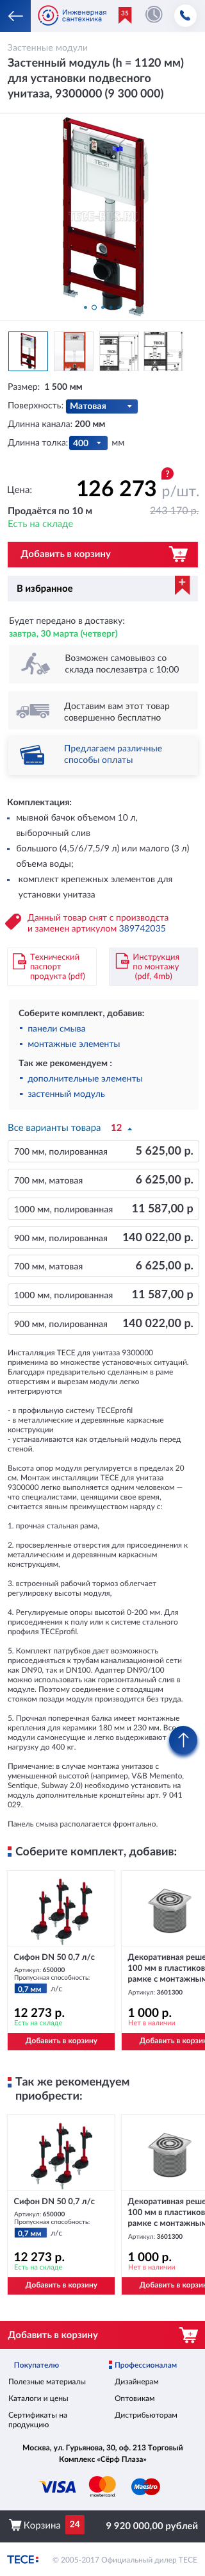 Инженерная
сантехника
35
Застенные модули
Застенный модуль (h = 1120 мм)
для установки подвесного
унитаза, 9300000 (9 300 000)
Размер: 1 500 мм
Поверхность: Матовая
Длинна канала: 200 мм
Длинна толка: 400 мм
?
Цена: 126 273 р/шт.
Продаётся по 10 м 243 170 р.
Есть на складе
Добавить в корзину
В избранное
Будет передано в доставку:
завтра, 30 марта (четверг)
Возможен самовывоз со
склада послезавтра с 10:00
Доставим вам этот товар
совершенно бесплатно
Предлагаем различные
способы оплаты
Комплектация:
мувной бачок объемом 10 л,
выборочный слив
большого (4,5/6/7,5/9 л) или малого (3 л)
объема воды;
комплект крепежных элементов для
установки унитаза
Данный товар снят с производста
и заменен артикулом 389742035
Технический
паспорт
продукта (pdf)
Инструкция
по монтажу
(pdf, 4mb)
Соберите комплект, добавив:
панели смыва
монтажные элементы
Так же рекомендуем :
дополнительные элементы
застенный модуль
Все варианты товара 12
700 мм, полированная 5 625,00 р.
700 мм, матовая 6 625,00 р.
1000 мм, полированная 11 587,00 р
900 мм, полированная 140 022,00 р.
700 мм, матовая 6 625,00 р.
1000 мм, полированная 11 587,00 р
900 мм, полированная 140 022,00 р.
Инсталляция TECE для унитаза 9300000
применима во множестве установочных ситуаций.
Благодаря предварительно сделанным в раме
отверстиям и вырезам модули легко
интегрируются
- в профильную систему TECEprofil
- в металлические и деревянные каркасные
конструкции
- устанавливаются как отдельный модуль перед
стеной.
Высота опор модуля регулируется в пределах 20
см. Монтаж инсталляции TECE для унитаза
9300000 легко выполняется одним человеком —
что специалистами, ценящими свое время,
считается явным преимуществом наряду с:
1. прочная стальная рама,
2. просверленные отверстия для присоединения к
металлическим и деревянным каркасным
конструкциям,
3. встроенный рабочий тормоз облегчает
регулировку высоты модуля,
4. Регулируемые опоры высотой 0-200 мм. Для
присоединения к полу или к системе стального
профиля TECEprofil.
5. Комплект патрубков дает возможность
присоединяться к трубам канализационной сети
как DN90, так и DN100. Адаптер DN90/100
можно использовать как горизонтальный слив в
модуле. Поэтому соединение с отводящим
стояком позади модуля производится без труда.
5. Прочная поперечная балка имеет монтажные
крепления для керамики 180 мм и 230 мм. Все
модули самонесущие и легко выдерживают
нагрузку до 400 кг.
Примечание: в случае монтажа унитазов с
уменьшенной высотой (например, V&B Memento,
Sentique, Subway 2.0) необходимо установить на
модуль дополнительные кронштейны арт. 9 041
029.
Панель смыва располагается фронтально.
Соберите комплект, добавив:
Сифон DN 50 0,7 л/с
Артикул: 650000
Пропускная способность:
0,7 мм л/с
12 273 р.
Есть на складе
Добавить в корзину
Декоративная реше
100 мм в пластиков
рамке с монтажным
Артикул: 3601300
1 000 р.
Нет в наличии
Добавить в корзин
Так же рекомендуем
приобрести:
Сифон DN 50 0,7 л/с
Артикул: 650000
Пропускная способность:
0,7 мм л/с
12 273 р.
Есть на складе
Добавить в корзину
Декоративная реше
100 мм в пластиков
рамке с монтажным
Артикул: 3601300
1 000 р.
Нет в наличии
Добавить в корзин
Добавить в корзину
Покупателю
Полезные материалы
Каталоги и цены
Сертификаты на
продукцию
Профессионалам
Дизайнерам
Оптовикам
Дистрибьюторам
Москва, ул. Гурьянова, 30, оф. 213 Торговый
Комплекс «Сёрф Плаза»
VISA
mastercard
Maestro
Корзина 24 9 920 000,00 рублей
TECE © 2005-2017 Официальный дилер TECE